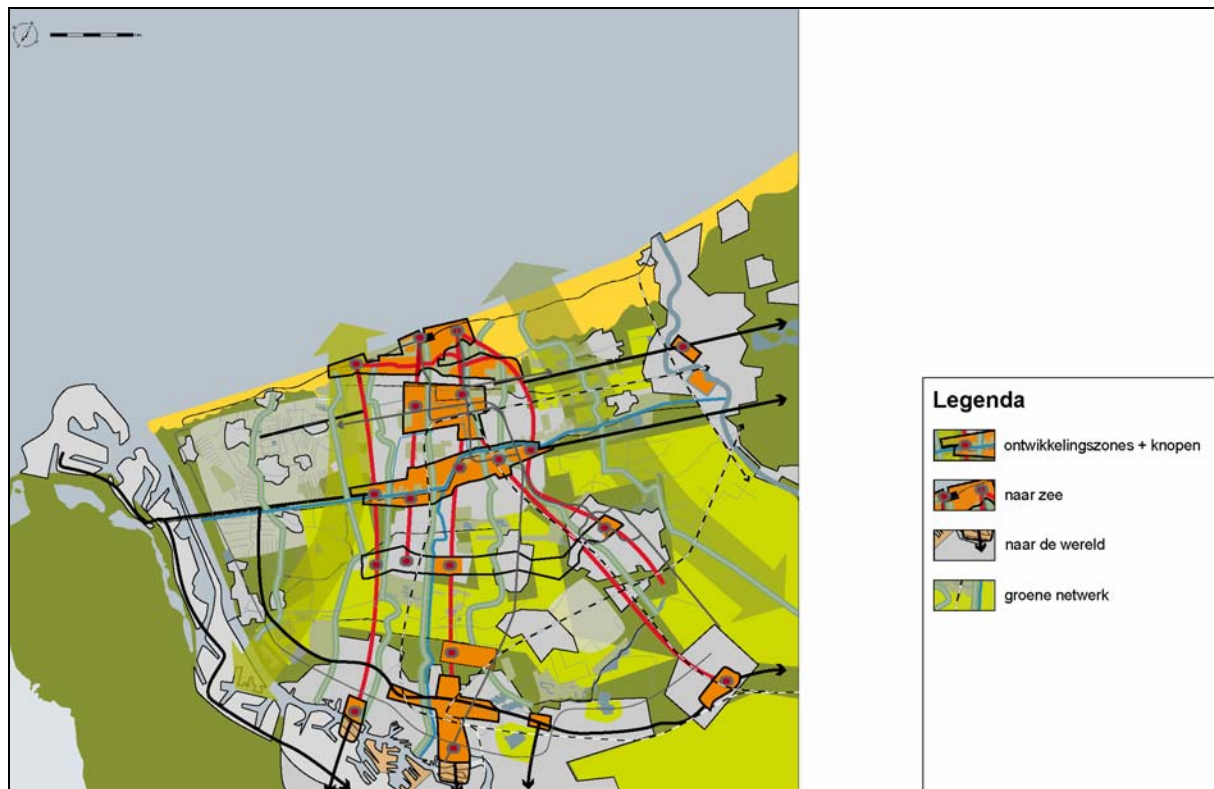 Legenda
ontwikkelingszones + knopen
naar zee
naar de wereld
groene netwerk